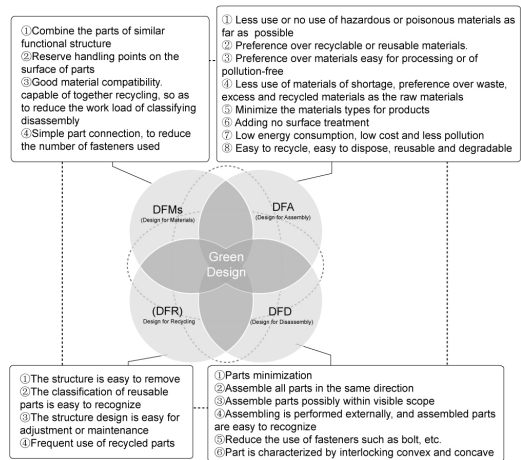 ①Combine the parts of similar
functional structure
②Reserve handling points on the
surface of parts
③Good material compatibility.
capable of together recycling, so as
to reduce the work load of classifying
disassembly
④Simple part connection, to reduce
the number of fasteners used
① Less use or no use of hazardous or poisonous materials as
far as possible
② Preference over recyclable or reusable materials.
③ Preference over materials easy for processing or of
pollution-free
④ Less use of materials of shortage, preference over waste,
excess and recycled materials as the raw materials
⑤ Minimize the materials types for products
⑥ Adding no surface treatment
⑦ Low energy consumption, low cost and less pollution
⑧ Easy to recycle, easy to dispose, reusable and degradable
DFMs
(Design for Materials)
DFA
(Design for Assembly)
Green
Design
(DFR)
Design for Recycling)
DFD
(Design for Disassembly)
①The structure is easy to remove
②The classification of reusable
parts is easy to recognize
③The structure design is easy for
adjustment or maintenance
④Frequent use of recycled parts
①Parts minimization
②Assemble all parts in the same direction
③Assemble parts possibly within visible scope
④Assembling is performed externally, and assembled parts
are easy to recognize
⑤Reduce the use of fasteners such as bolt, etc.
⑥Part is characterized by interlocking convex and concave